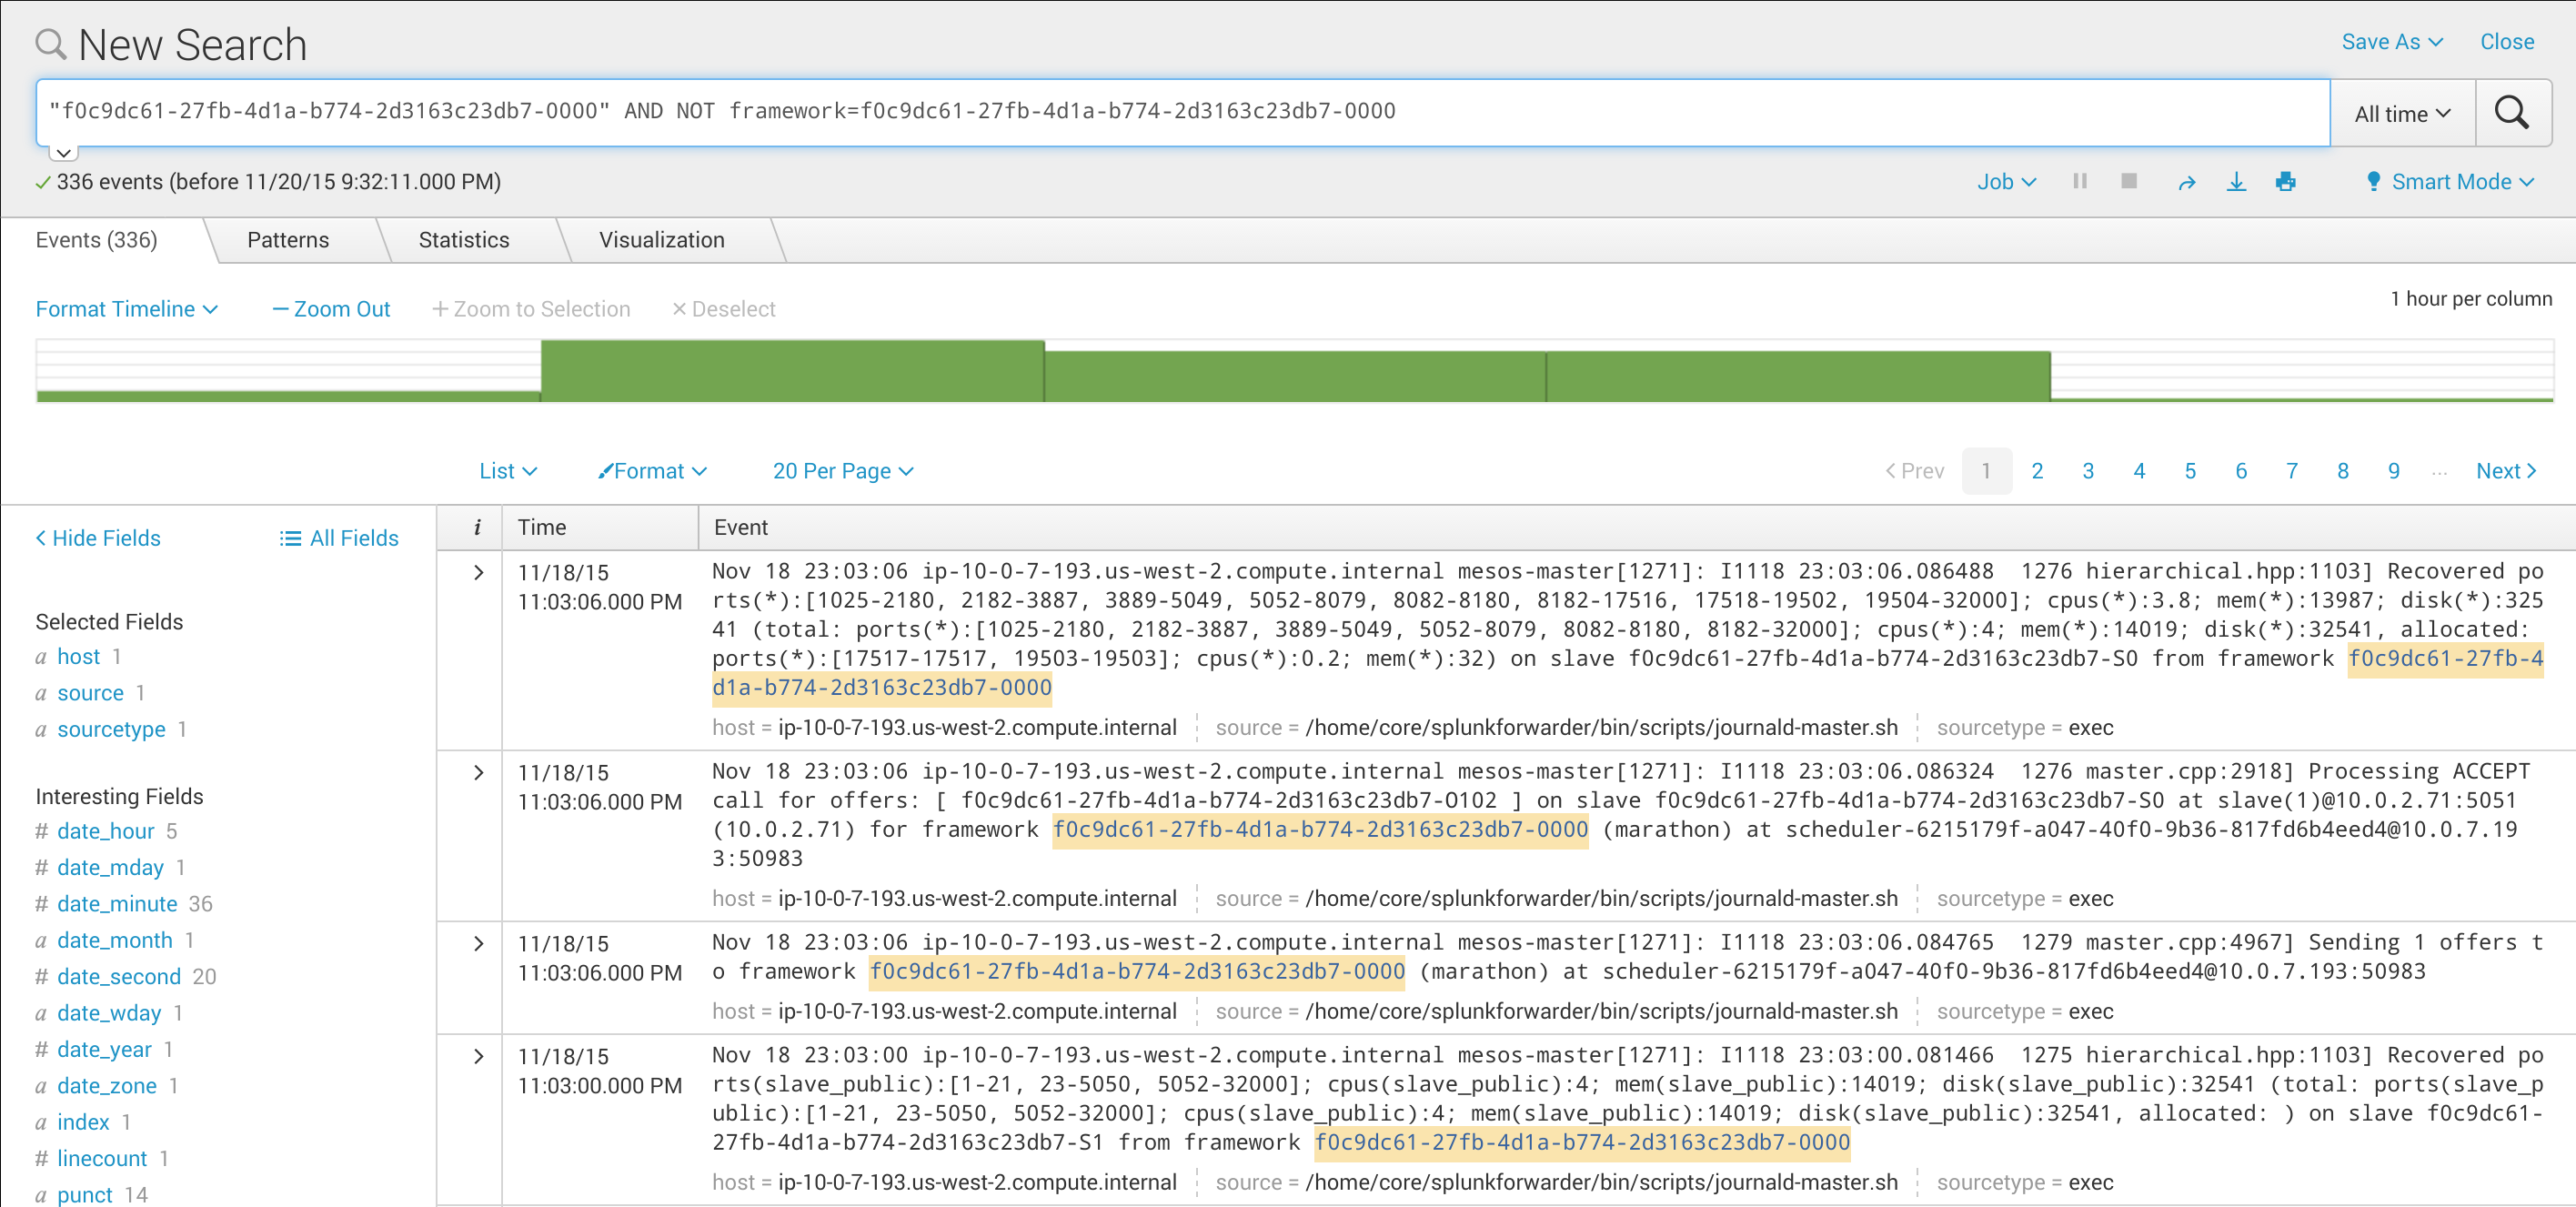 New Search
Save As
Close
"f0c9dc61-27fb-4d1a-b774-2d3163c23db7-0000" AND NOT framework=f0c9dc61-27fb-4d1a-b774-2d3163c23db7-0000
All time
336 events (before 11/20/15 9:32:11.000 PM)
Job
Smart Mode
Events (336)
Patterns
Statistics
Visualization
Format Timeline
Zoom Out
Zoom to Selection
Deselect
1 hour per column
List
Format
20 Per Page
Prev 1 2 3 4 5 6 7 8 9 ... Next
Hide Fields
All Fields
Selected Fields
a host 1
a source 1
a sourcetype 1
Interesting Fields
# date_hour 5
# date_mday 1
# date_minute 36
a date_month 1
# date_second 20
a date_wday 1
# date_year 1
a date_zone 1
a index 1
# linecount 1
a punct 14
i Time Event
11/18/15
11:03:06.000 PM
Nov 18 23:03:06 ip-10-0-7-193.us-west-2.compute.internal mesos-master[1271]: I1118 23:03:06.086488  1276 hierarchical.hpp:1103] Recovered po
rts(*):[1025-2180, 2182-3887, 3889-5049, 5052-8079, 8082-8180, 8182-17516, 17518-19502, 19504-32000]; cpus(*):3.8; mem(*):13987; disk(*):325
41 (total: ports(*):[1025-2180, 2182-3887, 3889-5049, 5052-8079, 8082-8180, 8182-32000]; cpus(*):4; mem(*):14019; disk(*):32541, allocated:
ports(*):[17517-17517, 19503-19503]; cpus(*):0.2; mem(*):32) on slave f0c9dc61-27fb-4d1a-b774-2d3163c23db7-S0 from framework f0c9dc61-27fb-4
d1a-b774-2d3163c23db7-0000
host = ip-10-0-7-193.us-west-2.compute.internal source = /home/core/splunkforwarder/bin/scripts/journald-master.sh sourcetype = exec
11/18/15
11:03:06.000 PM
Nov 18 23:03:06 ip-10-0-7-193.us-west-2.compute.internal mesos-master[1271]: I1118 23:03:06.086324  1276 master.cpp:2918] Processing ACCEPT
call for offers: [ f0c9dc61-27fb-4d1a-b774-2d3163c23db7-O102 ] on slave f0c9dc61-27fb-4d1a-b774-2d3163c23db7-S0 at slave(1)@10.0.2.71:5051
(10.0.2.71) for framework f0c9dc61-27fb-4d1a-b774-2d3163c23db7-0000 (marathon) at scheduler-6215179f-a047-40f0-9b36-817fd6b4eed4@10.0.7.19
3:50983
host = ip-10-0-7-193.us-west-2.compute.internal source = /home/core/splunkforwarder/bin/scripts/journald-master.sh sourcetype = exec
11/18/15
11:03:06.000 PM
Nov 18 23:03:06 ip-10-0-7-193.us-west-2.compute.internal mesos-master[1271]: I1118 23:03:06.084765  1279 master.cpp:4967] Sending 1 offers t
o framework f0c9dc61-27fb-4d1a-b774-2d3163c23db7-0000 (marathon) at scheduler-6215179f-a047-40f0-9b36-817fd6b4eed4@10.0.7.193:50983
host = ip-10-0-7-193.us-west-2.compute.internal source = /home/core/splunkforwarder/bin/scripts/journald-master.sh sourcetype = exec
11/18/15
11:03:00.000 PM
Nov 18 23:03:00 ip-10-0-7-193.us-west-2.compute.internal mesos-master[1271]: I1118 23:03:00.081466  1275 hierarchical.hpp:1103] Recovered po
rts(slave_public):[1-21, 23-5050, 5052-32000]; cpus(slave_public):4; mem(slave_public):14019; disk(slave_public):32541 (total: ports(slave_p
ublic):[1-21, 23-5050, 5052-32000]; cpus(slave_public):4; mem(slave_public):14019; disk(slave_public):32541, allocated: ) on slave f0c9dc61-
27fb-4d1a-b774-2d3163c23db7-S1 from framework f0c9dc61-27fb-4d1a-b774-2d3163c23db7-0000
host = ip-10-0-7-193.us-west-2.compute.internal source = /home/core/splunkforwarder/bin/scripts/journald-master.sh sourcetype = exec